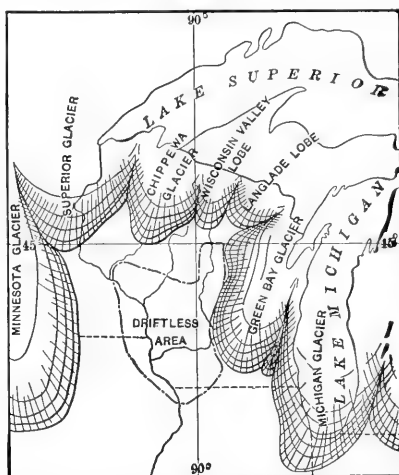 90°
LAKE SUPERIOR
SUPERIOR GLACIER
CHIPPEWA
GLACIER
WISCONSIN VALLEY
LOBE
LANGLADE LOBE
MINNESOTA GLACIER
45°
45°
GREEN BAY GLACIER
LAKE MICHIGAN
DRIFTLESS
AREA
MICHIGAN GLACIER
90°